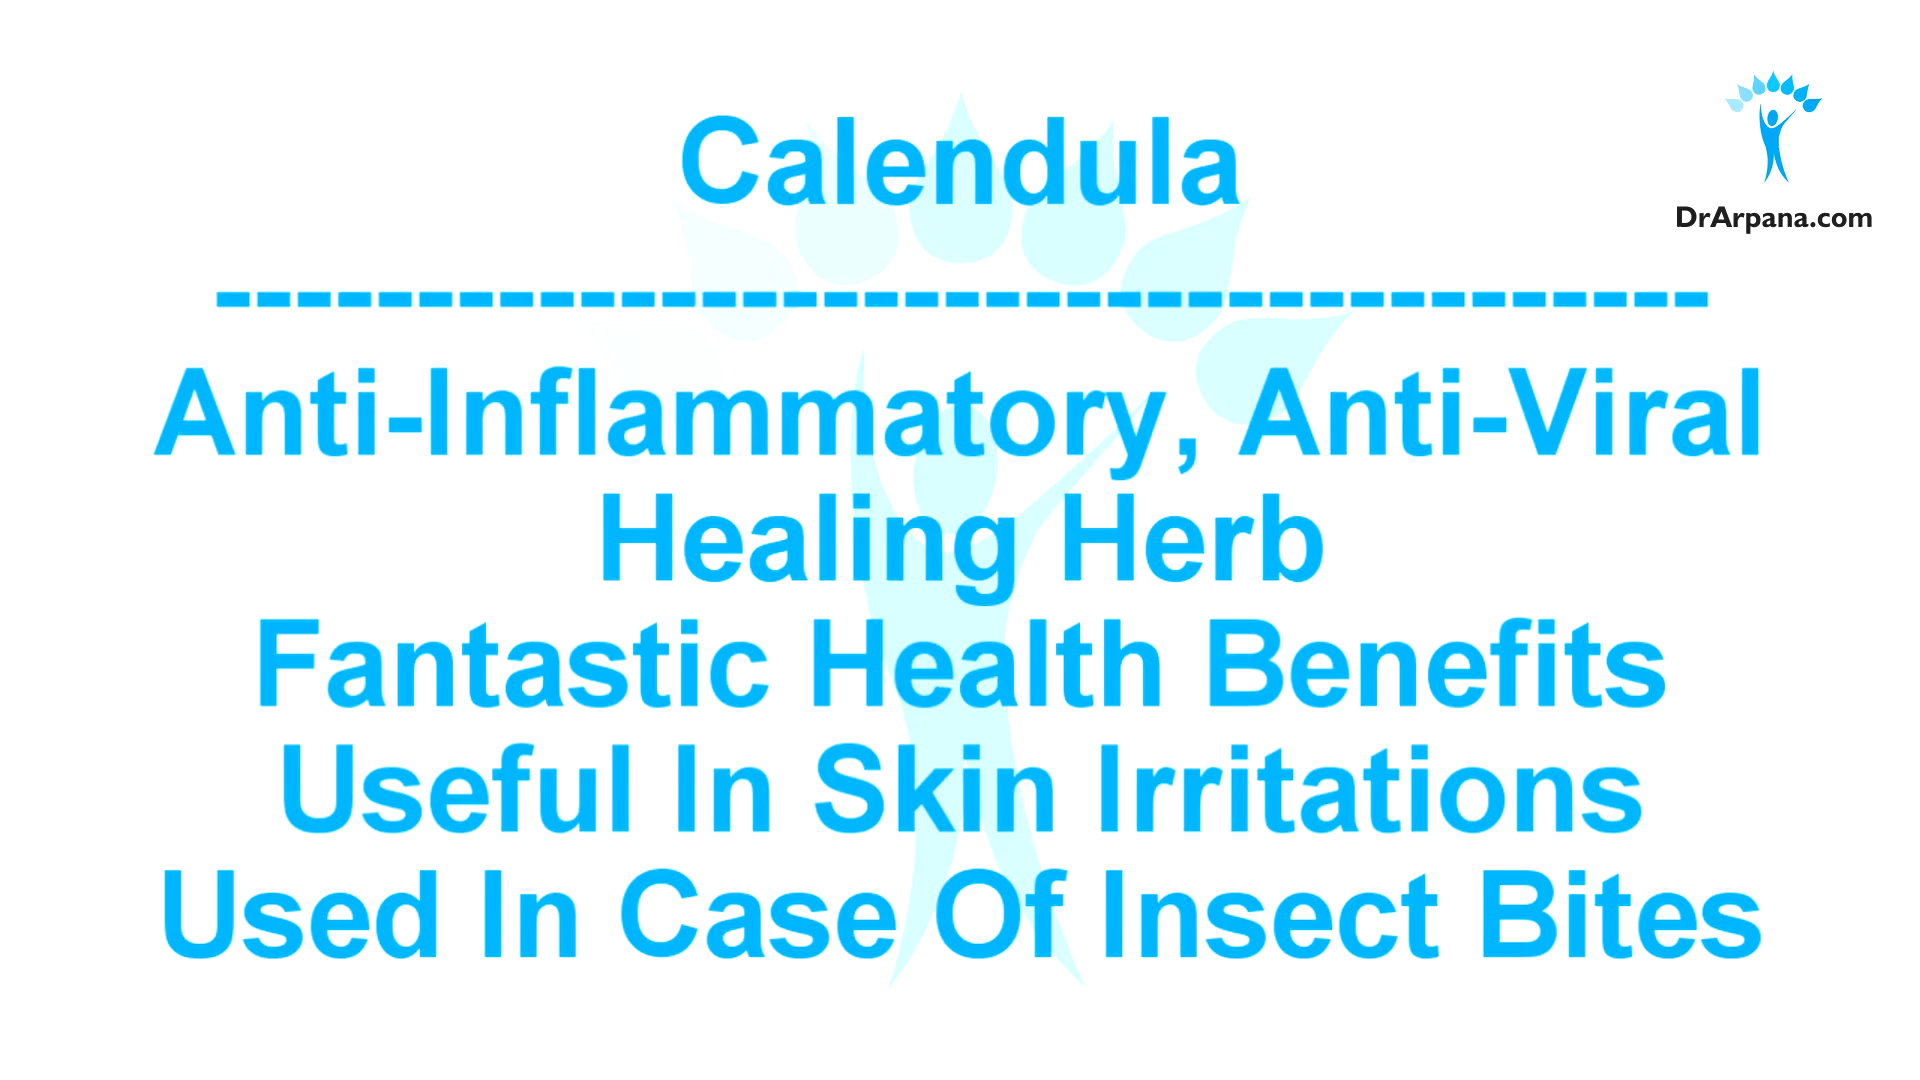 Calendula
DrArpana.com
-------------------------------------
Anti-Inflammatory, Anti-Viral
Healing Herb
Fantastic Health Benefits
Useful In Skin Irritations
Used In Case Of Insect Bites